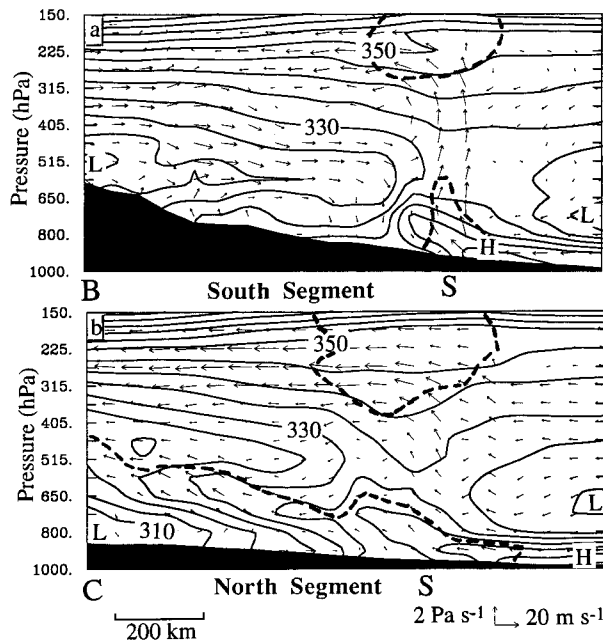 a
150.
225.
315.
405.
515.
650.
800.
1000.
Pressure (hPa)
350
330
L
L
H
B South Segment S
b
150.
225.
315.
405.
515.
650.
800.
1000.
Pressure (hPa)
350
330
L
L 310
H
C North Segment S
200 km
2 Pa s-1 20 m s-1